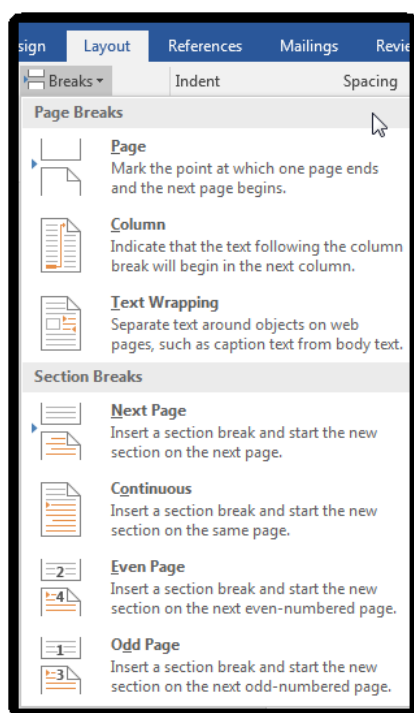 sign Layout References Mailings Revie
Breaks Indent Spacing
Page Breaks
Page
Mark the point at which one page ends
and the next page begins.
Column
Indicate that the text following the column
break will begin in the next column.
Text Wrapping
Separate text around objects on web
pages, such as caption text from body text.
Section Breaks
Next Page
Insert a section break and start the new
section on the next page.
Continuous
Insert a section break and start the new
section on the same page.
2
Even Page
4
Insert a section break and start the new
section on the next even-numbered page.
1
Odd Page
3
Insert a section break and start the new
section on the next odd-numbered page.